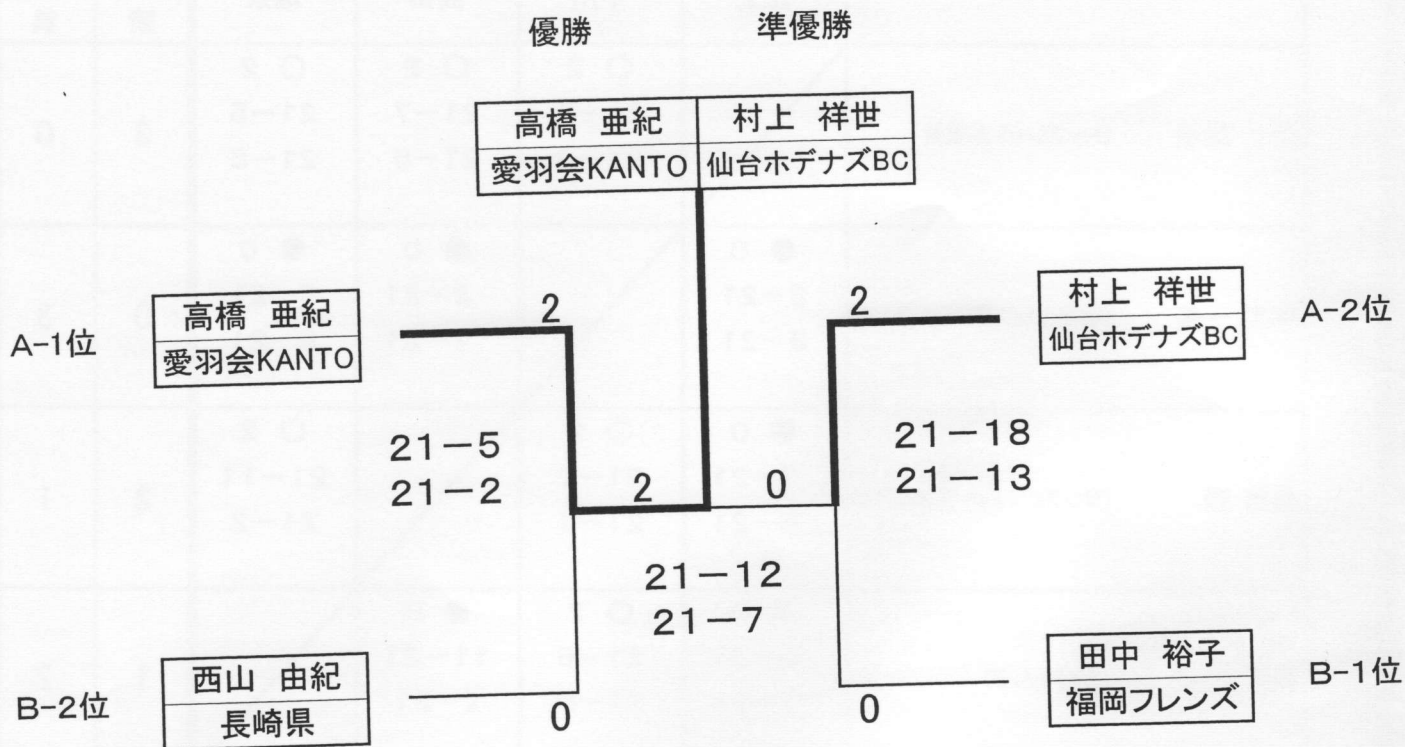 優勝 準優勝
高橋 亜紀 村上 祥世
愛羽会KANTO 仙台ホデナズBC
A-1位
高橋 亜紀
愛羽会KANTO
2
2
村上 祥世
仙台ホデナズBC
A-2位
21-5
21-2
21-18
21-13
2
0
21-12
21-7
B-2位
西山 由紀
長崎県
0
0
田中 裕子
福岡フレンズ
B-1位